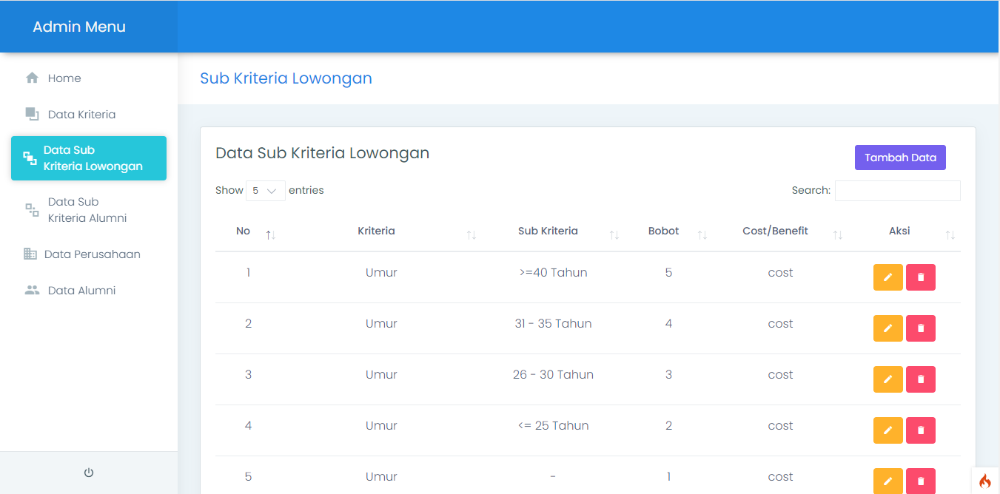 Admin Menu
Home
Data Kriteria
Data Sub
Kriteria Lowongan
Data Sub
Kriteria Alumni
Data Perusahaan
Data Alumni
Sub Kriteria Lowongan
Data Sub Kriteria Lowongan
Tambah Data
Show 5 entries
Search:
No Kriteria Sub Kriteria Bobot Cost/Benefit Aksi
1 Umur >=40 Tahun 5 cost
2 Umur 31 - 35 Tahun 4 cost
3 Umur 26 - 30 Tahun 3 cost
4 Umur <= 25 Tahun 2 cost
5 Umur - 1 cost